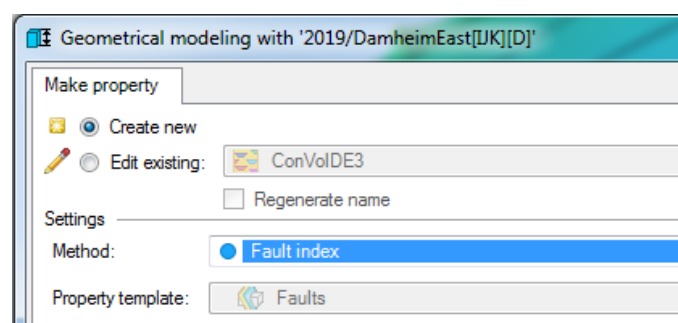 Geometrical modeling with '2019/DamheimEast[IJK][D]'
Make property
Create new
Edit existing: ConVolDE3
Regenerate name
Settings
Method: Fault index
Property template: Faults